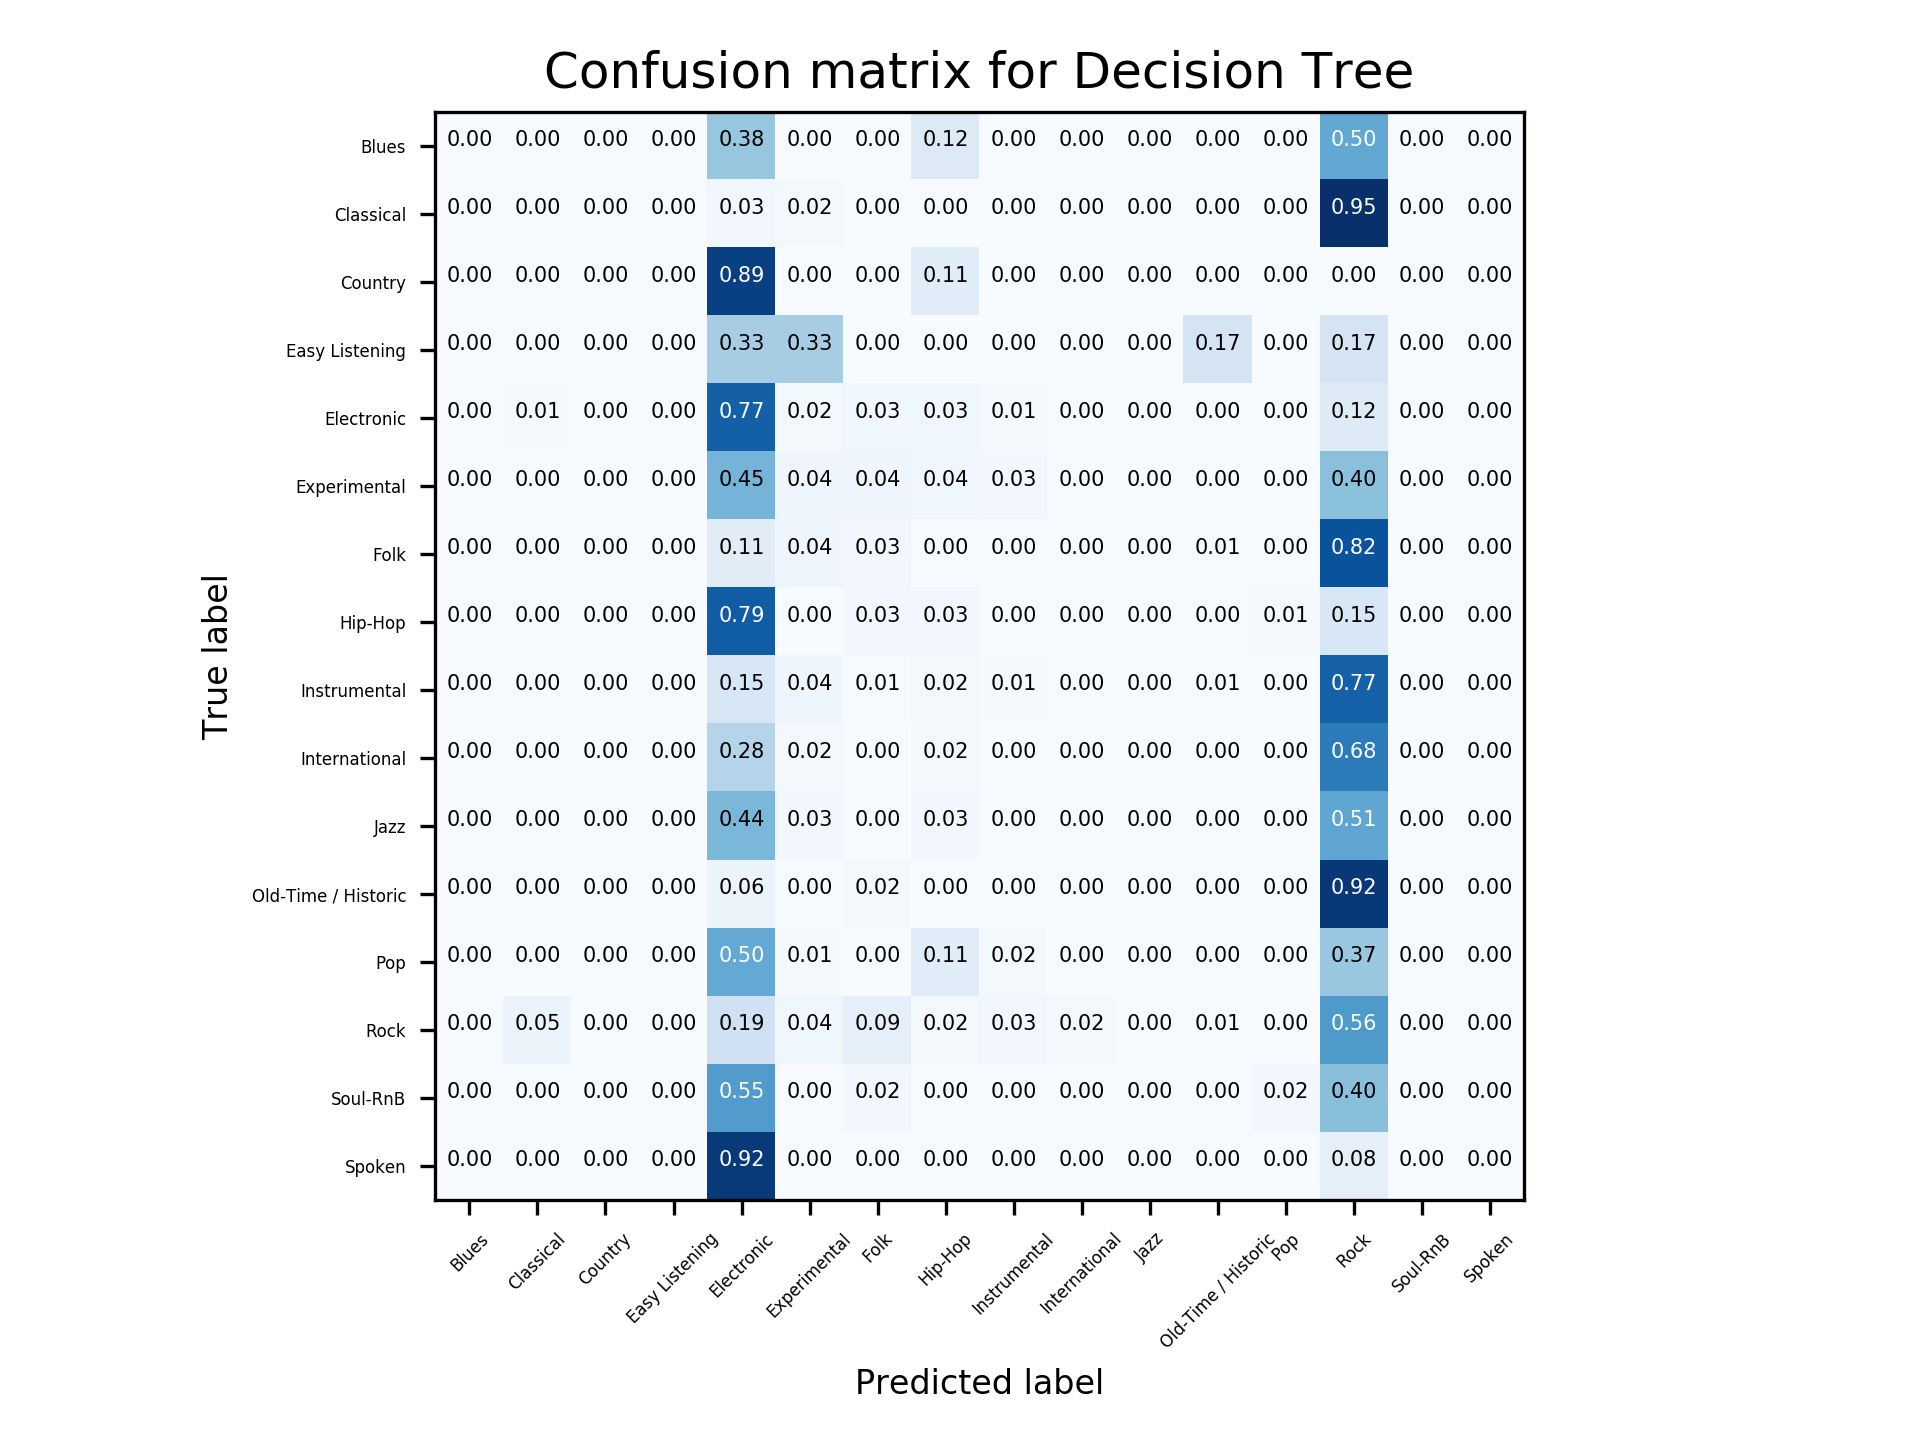 Confusion matrix for Decision Tree
Blues 0.00 0.00 0.00 0.00 0.38 0.00 0.00 0.12 0.00 0.00 0.00 0.00 0.00 0.50 0.00 0.00
Classical 0.00 0.00 0.00 0.00 0.03 0.02 0.00 0.00 0.00 0.00 0.00 0.00 0.00 0.95 0.00 0.00
Country 0.00 0.00 0.00 0.00 0.89 0.00 0.00 0.11 0.00 0.00 0.00 0.00 0.00 0.00 0.00 0.00
Easy Listening 0.00 0.00 0.00 0.00 0.33 0.33 0.00 0.00 0.00 0.00 0.00 0.17 0.00 0.17 0.00 0.00
Electronic 0.00 0.01 0.00 0.00 0.77 0.02 0.03 0.03 0.01 0.00 0.00 0.00 0.00 0.12 0.00 0.00
Experimental 0.00 0.00 0.00 0.00 0.45 0.04 0.04 0.04 0.03 0.00 0.00 0.00 0.00 0.40 0.00 0.00
Folk 0.00 0.00 0.00 0.00 0.11 0.04 0.03 0.00 0.00 0.00 0.00 0.01 0.00 0.82 0.00 0.00
Hip-Hop 0.00 0.00 0.00 0.00 0.79 0.00 0.03 0.03 0.00 0.00 0.00 0.00 0.01 0.15 0.00 0.00
Instrumental 0.00 0.00 0.00 0.00 0.15 0.04 0.01 0.02 0.01 0.00 0.00 0.01 0.00 0.77 0.00 0.00
International 0.00 0.00 0.00 0.00 0.28 0.02 0.00 0.02 0.00 0.00 0.00 0.00 0.00 0.68 0.00 0.00
Jazz 0.00 0.00 0.00 0.00 0.44 0.03 0.00 0.03 0.00 0.00 0.00 0.00 0.00 0.51 0.00 0.00
Old-Time / Historic 0.00 0.00 0.00 0.00 0.06 0.00 0.02 0.00 0.00 0.00 0.00 0.00 0.00 0.92 0.00 0.00
Pop 0.00 0.00 0.00 0.00 0.50 0.01 0.00 0.11 0.02 0.00 0.00 0.00 0.00 0.37 0.00 0.00
Rock 0.00 0.05 0.00 0.00 0.19 0.04 0.09 0.02 0.03 0.02 0.00 0.01 0.00 0.56 0.00 0.00
Soul-RnB 0.00 0.00 0.00 0.00 0.55 0.00 0.02 0.00 0.00 0.00 0.00 0.00 0.02 0.40 0.00 0.00
Spoken 0.00 0.00 0.00 0.00 0.92 0.00 0.00 0.00 0.00 0.00 0.00 0.00 0.00 0.08 0.00 0.00
True label
Blues Classical Country Easy Listening Electronic Experimental Folk Hip-Hop Instrumental International Jazz Old-Time / Historic Pop Rock Soul-RnB Spoken
Predicted label